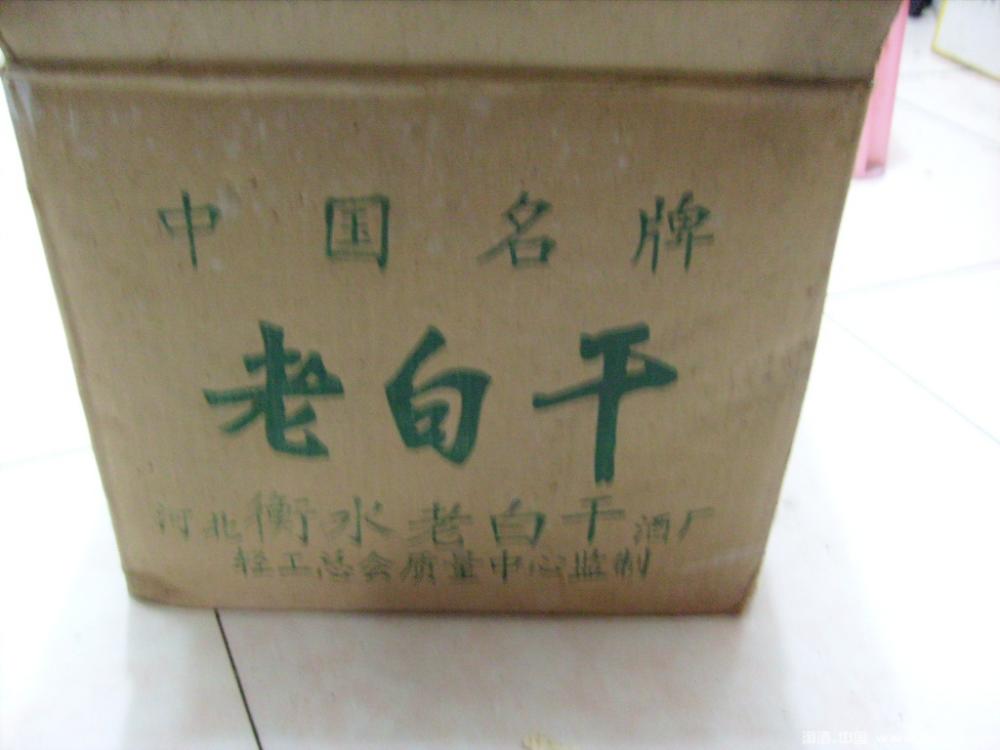 中国名牌
老白干
河北衡水老白干酒厂
轻工总会质量中心监制